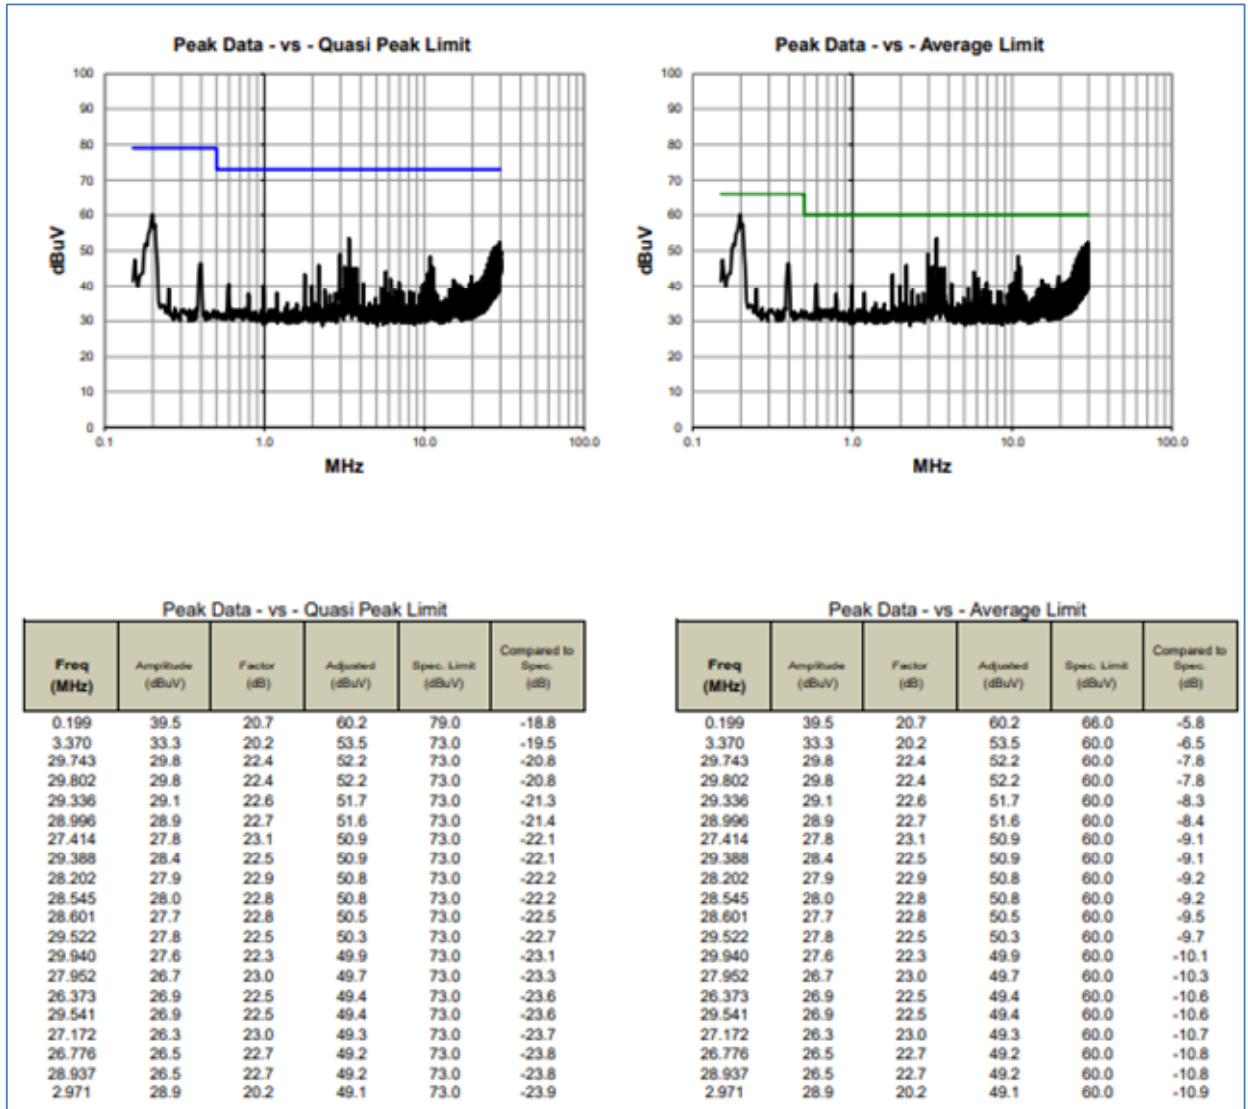 Peak Data - vs - Quasi Peak Limit
100
90
80
70
60
50
40
30
20
10
0
dBuV
0.1 1.0 10.0 100.0
MHz
Peak Data - vs - Average Limit
100
90
80
70
60
50
40
30
20
10
0
dBuV
0.1 1.0 10.0 100.0
MHz
Peak Data - vs - Quasi Peak Limit
Freq (MHz) Amplitude (dBuV) Factor (dB) Adjusted (dBuV) Spec. Limit (dBuV) Compared to Spec. (dB)
0.199 39.5 20.7 60.2 79.0 -18.8
3.370 33.3 20.2 53.5 73.0 -19.5
29.743 29.8 22.4 52.2 73.0 -20.8
29.802 29.8 22.4 52.2 73.0 -20.8
29.336 29.1 22.6 51.7 73.0 -21.3
28.996 28.9 22.7 51.6 73.0 -21.4
27.414 27.8 23.1 50.9 73.0 -22.1
29.388 28.4 22.5 50.9 73.0 -22.1
28.202 27.9 22.9 50.8 73.0 -22.2
28.545 28.0 22.8 50.8 73.0 -22.2
28.601 27.7 22.8 50.5 73.0 -22.5
29.522 27.8 22.5 50.3 73.0 -22.7
29.940 27.6 22.3 49.9 73.0 -23.1
27.952 26.7 23.0 49.7 73.0 -23.3
26.373 26.9 22.5 49.4 73.0 -23.6
29.541 26.9 22.5 49.4 73.0 -23.6
27.172 26.3 23.0 49.3 73.0 -23.7
26.776 26.5 22.7 49.2 73.0 -23.8
28.937 26.5 22.7 49.2 73.0 -23.8
2.971 28.9 20.2 49.1 73.0 -23.9
Peak Data - vs - Average Limit
Freq (MHz) Amplitude (dBuV) Factor (dB) Adjusted (dBuV) Spec. Limit (dBuV) Compared to Spec. (dB)
0.199 39.5 20.7 60.2 66.0 -5.8
3.370 33.3 20.2 53.5 60.0 -6.5
29.743 29.8 22.4 52.2 60.0 -7.8
29.802 29.8 22.4 52.2 60.0 -7.8
29.336 29.1 22.6 51.7 60.0 -8.3
28.996 28.9 22.7 51.6 60.0 -8.4
27.414 27.8 23.1 50.9 60.0 -9.1
29.388 28.4 22.5 50.9 60.0 -9.1
28.202 27.9 22.9 50.8 60.0 -9.2
28.545 28.0 22.8 50.8 60.0 -9.2
28.601 27.7 22.8 50.5 60.0 -9.5
29.522 27.8 22.5 50.3 60.0 -9.7
29.940 27.6 22.3 49.9 60.0 -10.1
27.952 26.7 23.0 49.7 60.0 -10.3
26.373 26.9 22.5 49.4 60.0 -10.6
29.541 26.9 22.5 49.4 60.0 -10.6
27.172 26.3 23.0 49.3 60.0 -10.7
26.776 26.5 22.7 49.2 60.0 -10.8
28.937 26.5 22.7 49.2 60.0 -10.8
2.971 28.9 20.2 49.1 60.0 -10.9